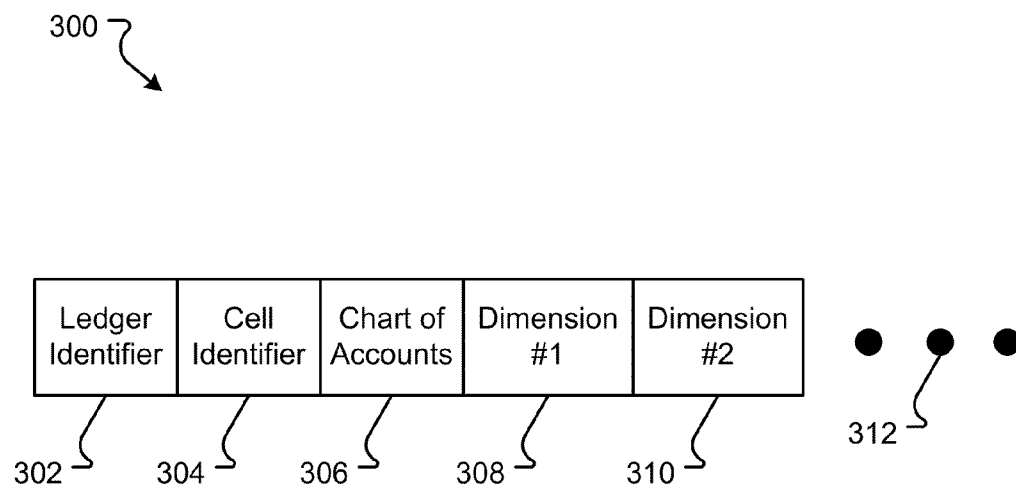 300
Ledger Identifier
Cell Identifier
Chart of Accounts
Dimension #1
Dimension #2
302
304
306
308
310
312